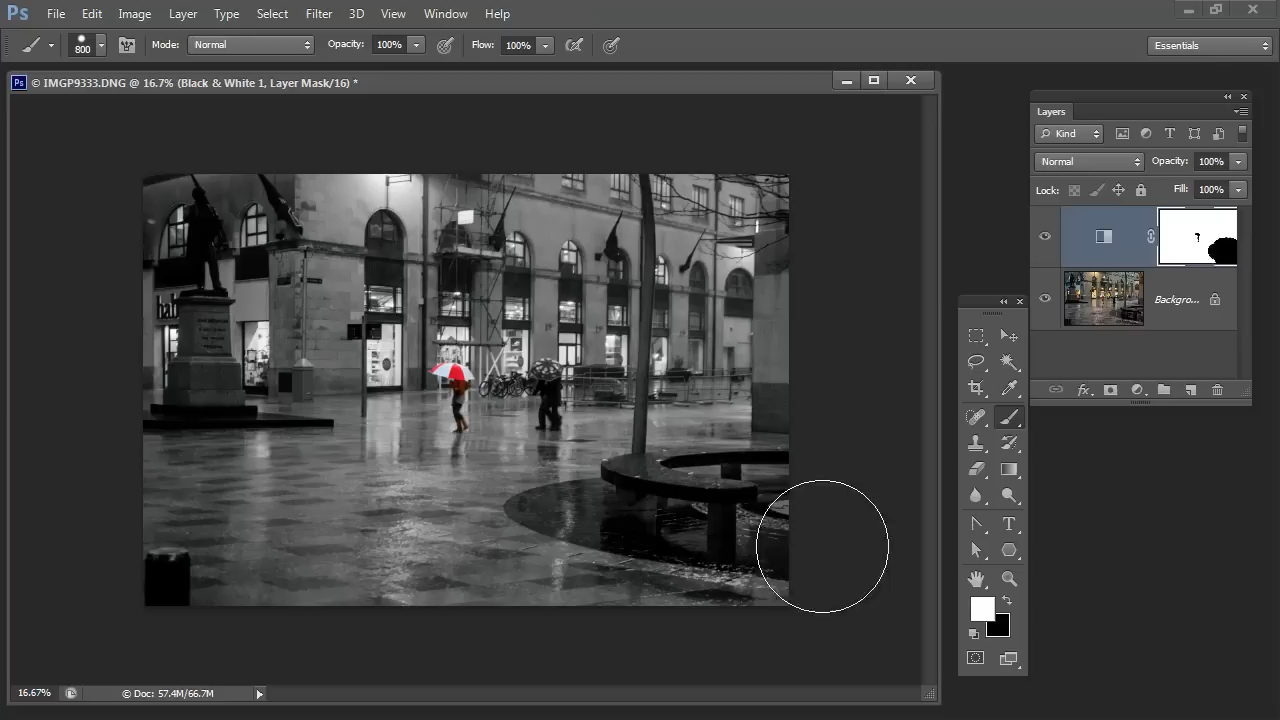 Ps File Edit Image Layer Type Select Filter 3D View Window Help
800 Mode: Normal Opacity: 100% Flow: 100% Essentials
Ps © IMGP9333.DNG @ 16.7% (Black & White 1, Layer Mask/16) *
Layers
Kind T
Normal Opacity: 100%
Lock: Fill: 100%
Backgro...
fx
T
16.67% © Doc: 57.4M/66.7M